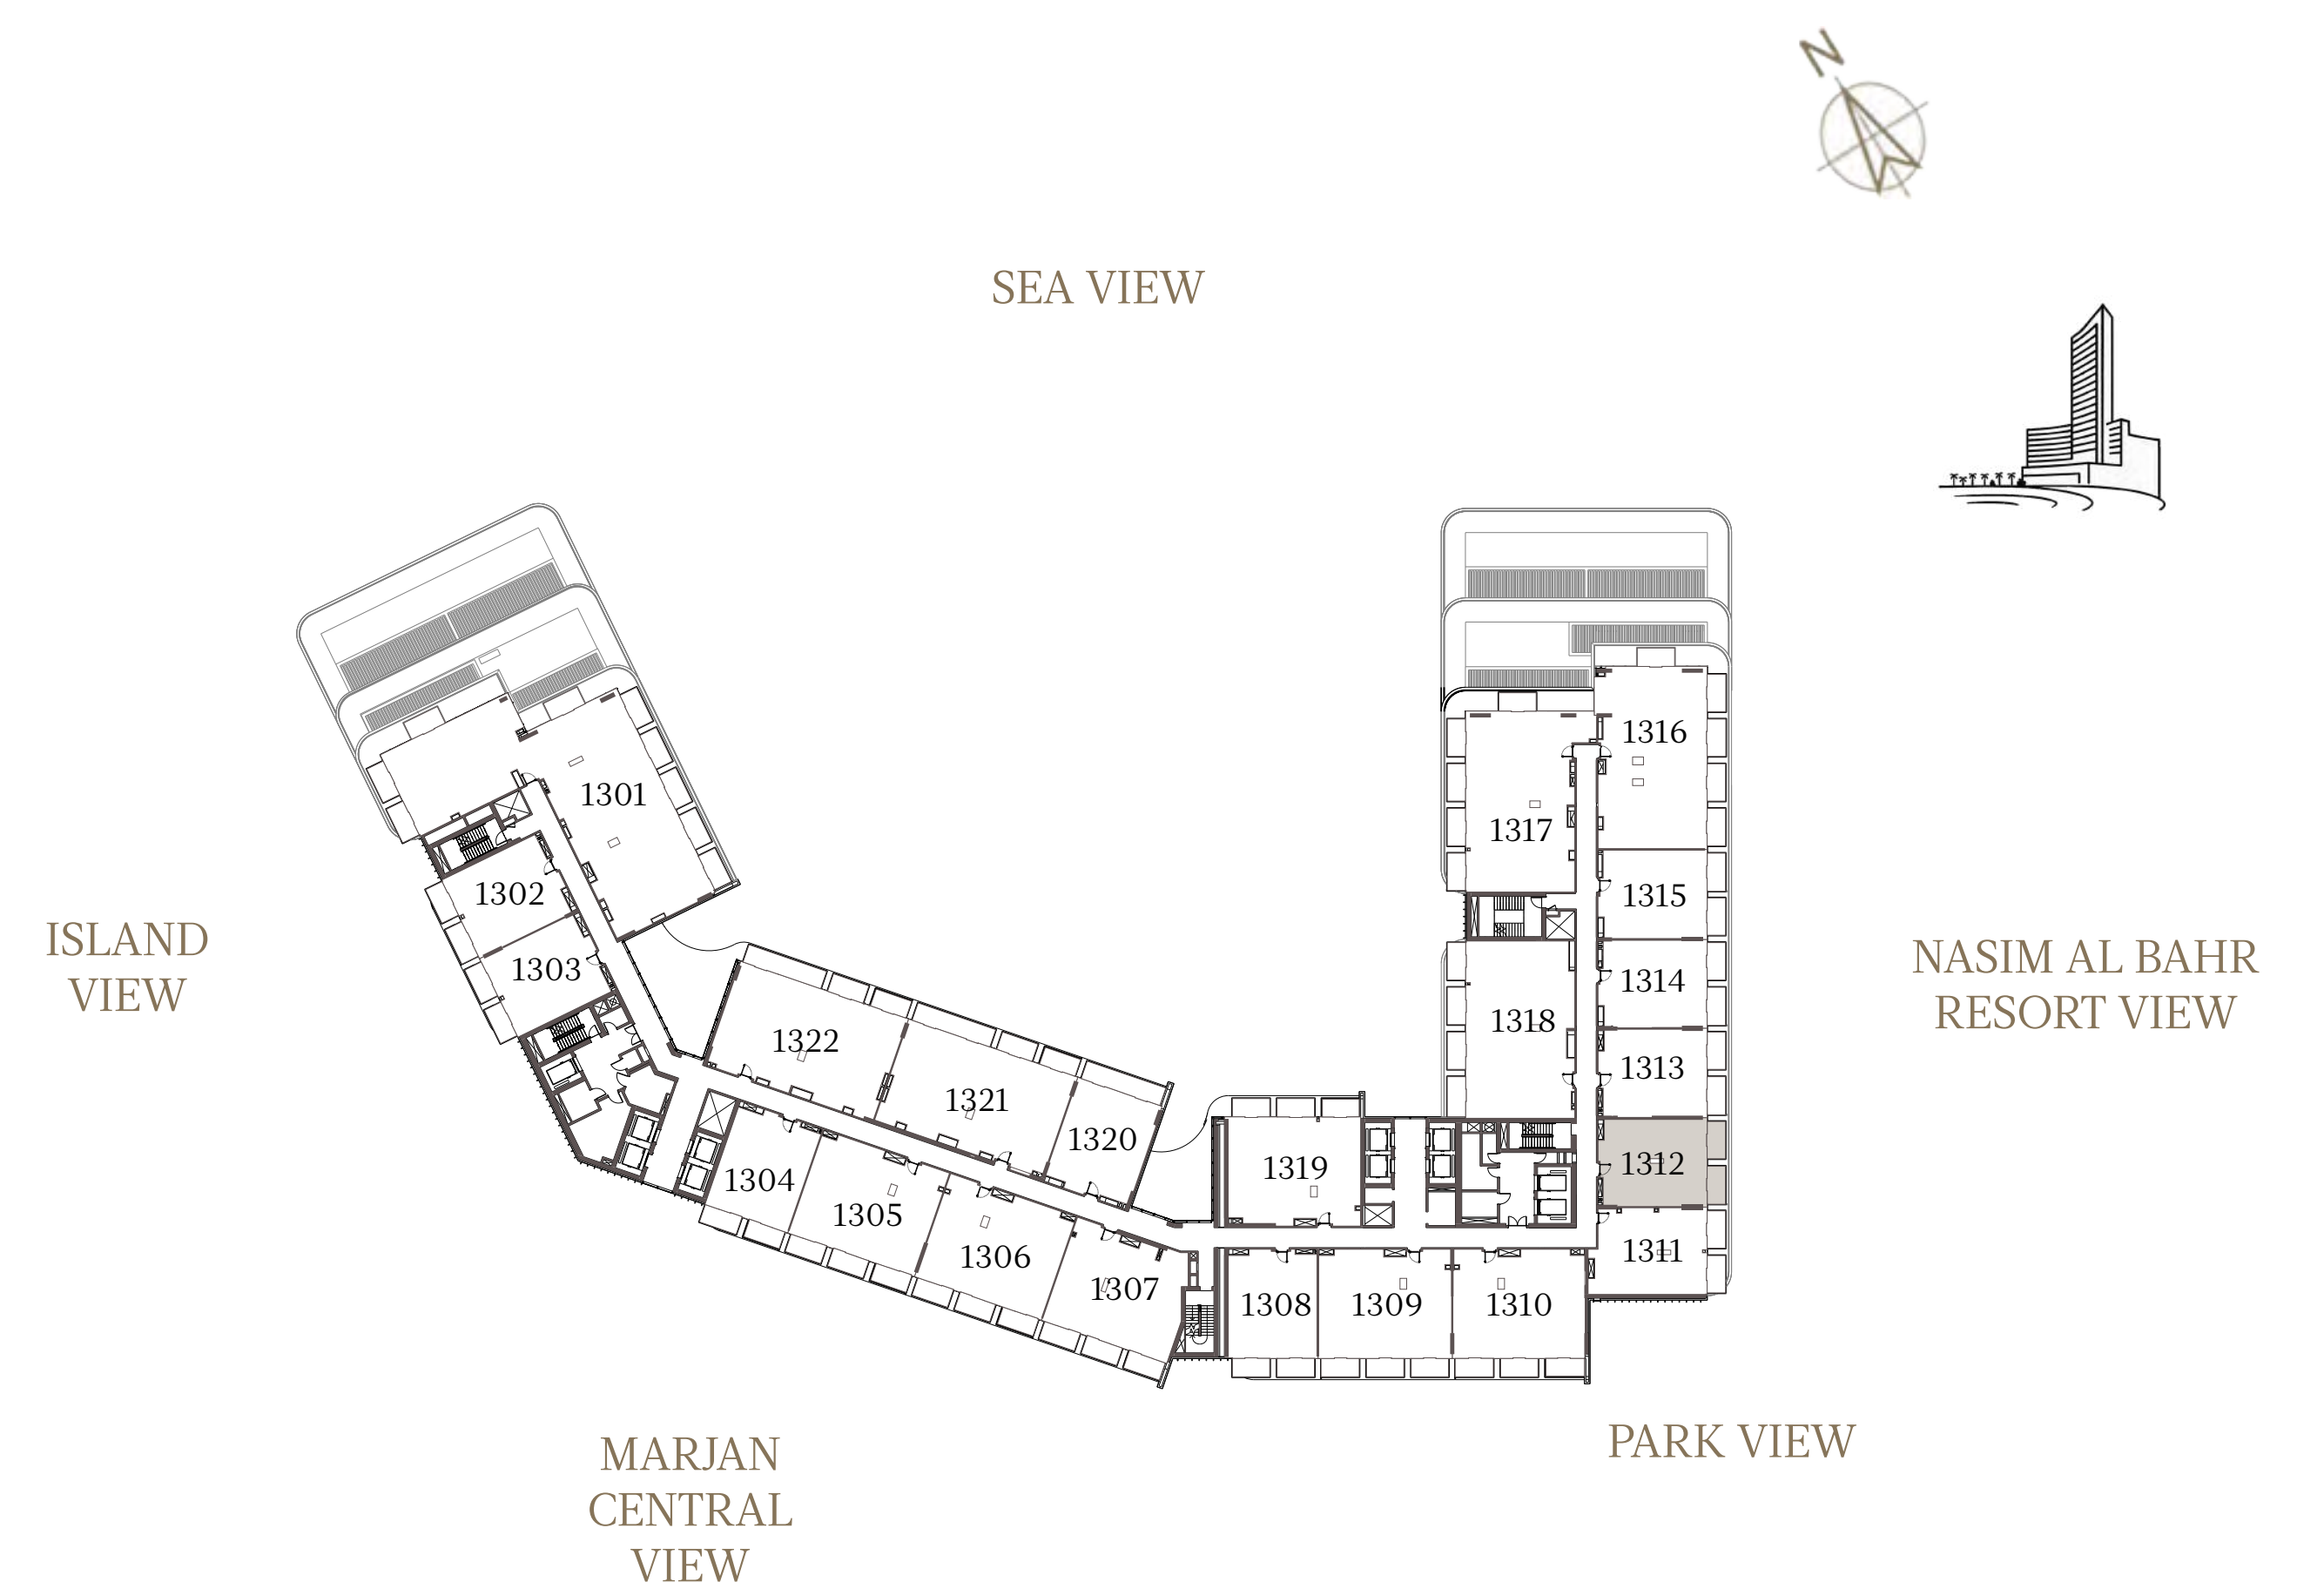 N
SEA VIEW
1301
1302
1303
1304
1305
1306
1307
1308
1309
1310
1311
1312
1313
1314
1315
1316
1317
1318
1319
1320
1321
1322
ISLAND
VIEW
NASIM AL BAHR
RESORT VIEW
PARK VIEW
MARJAN
CENTRAL
VIEW